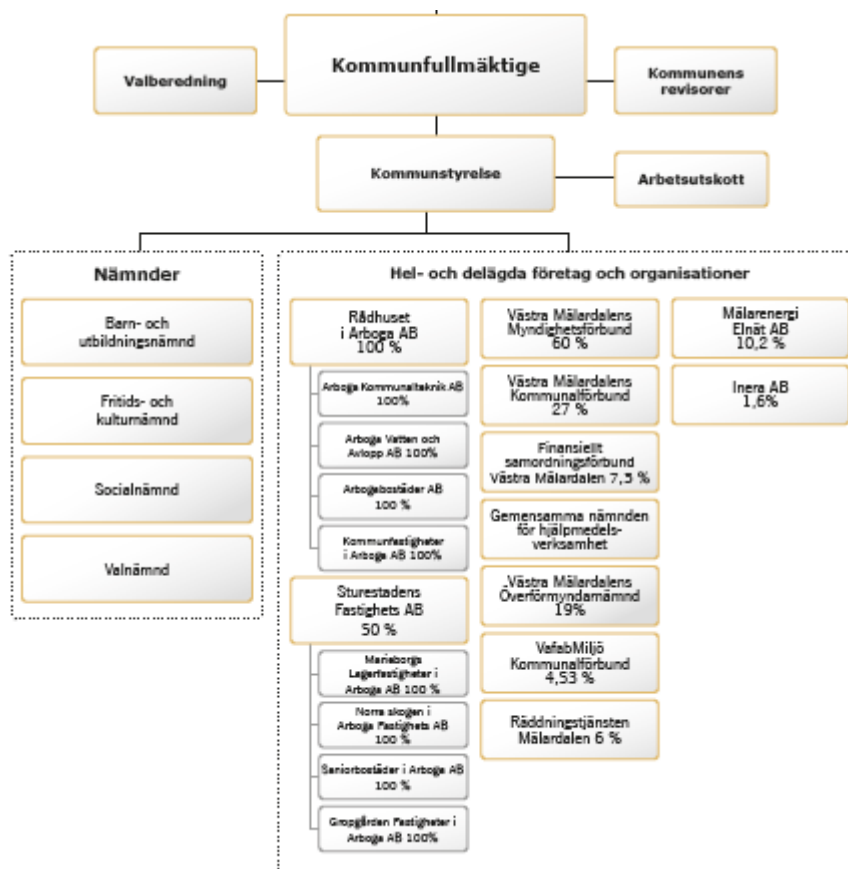 Kommunfullmäktige
Valberedning
Kommunens
revisorer
Kommunstyrelse
Arbetsutskott
Nämnder
Barn- och
utbildningsnämnd
Fritids- och
kulturnämnd
Socialnämnd
Valnämnd
Hel- och delägda företag och organisationer
Rådhuset
i Arboga AB
100 %
Arboga Kommunalteknik AB
100%
Arboga Vatten och
Avlopp AB 100%
Arbogabostäder AB
100 %
Kommunfastigheter
i Arboga AB 100%
Sturestadens
Fastighets AB
50 %
Marieborgs
Lagerfastigheter i
Arboga AB 100 %
Norra skogen i
Arboga Fastighets AB
100 %
Seniorbostäder i Arboga AB
100 %
Gropgården Fastigheter i
Arboga AB 100%
Västra Mälardalens
Myndighetsförbund
60 %
Västra Mälardalens
Kommunalförbund
27 %
Finansiellt
samordningsförbund
Västra Mälardalen 7,5 %
Gemensamma nämnden
för hjälpmedels-
verksamhet
Västra Mälardalens
Överförmyndarnämnd
19%
VafabMiljö
Kommunalförbund
4,53 %
Räddningstjänsten
Mälardalen 6 %
Mälarenergi
Elnät AB
10,2 %
Inera AB
1,6%